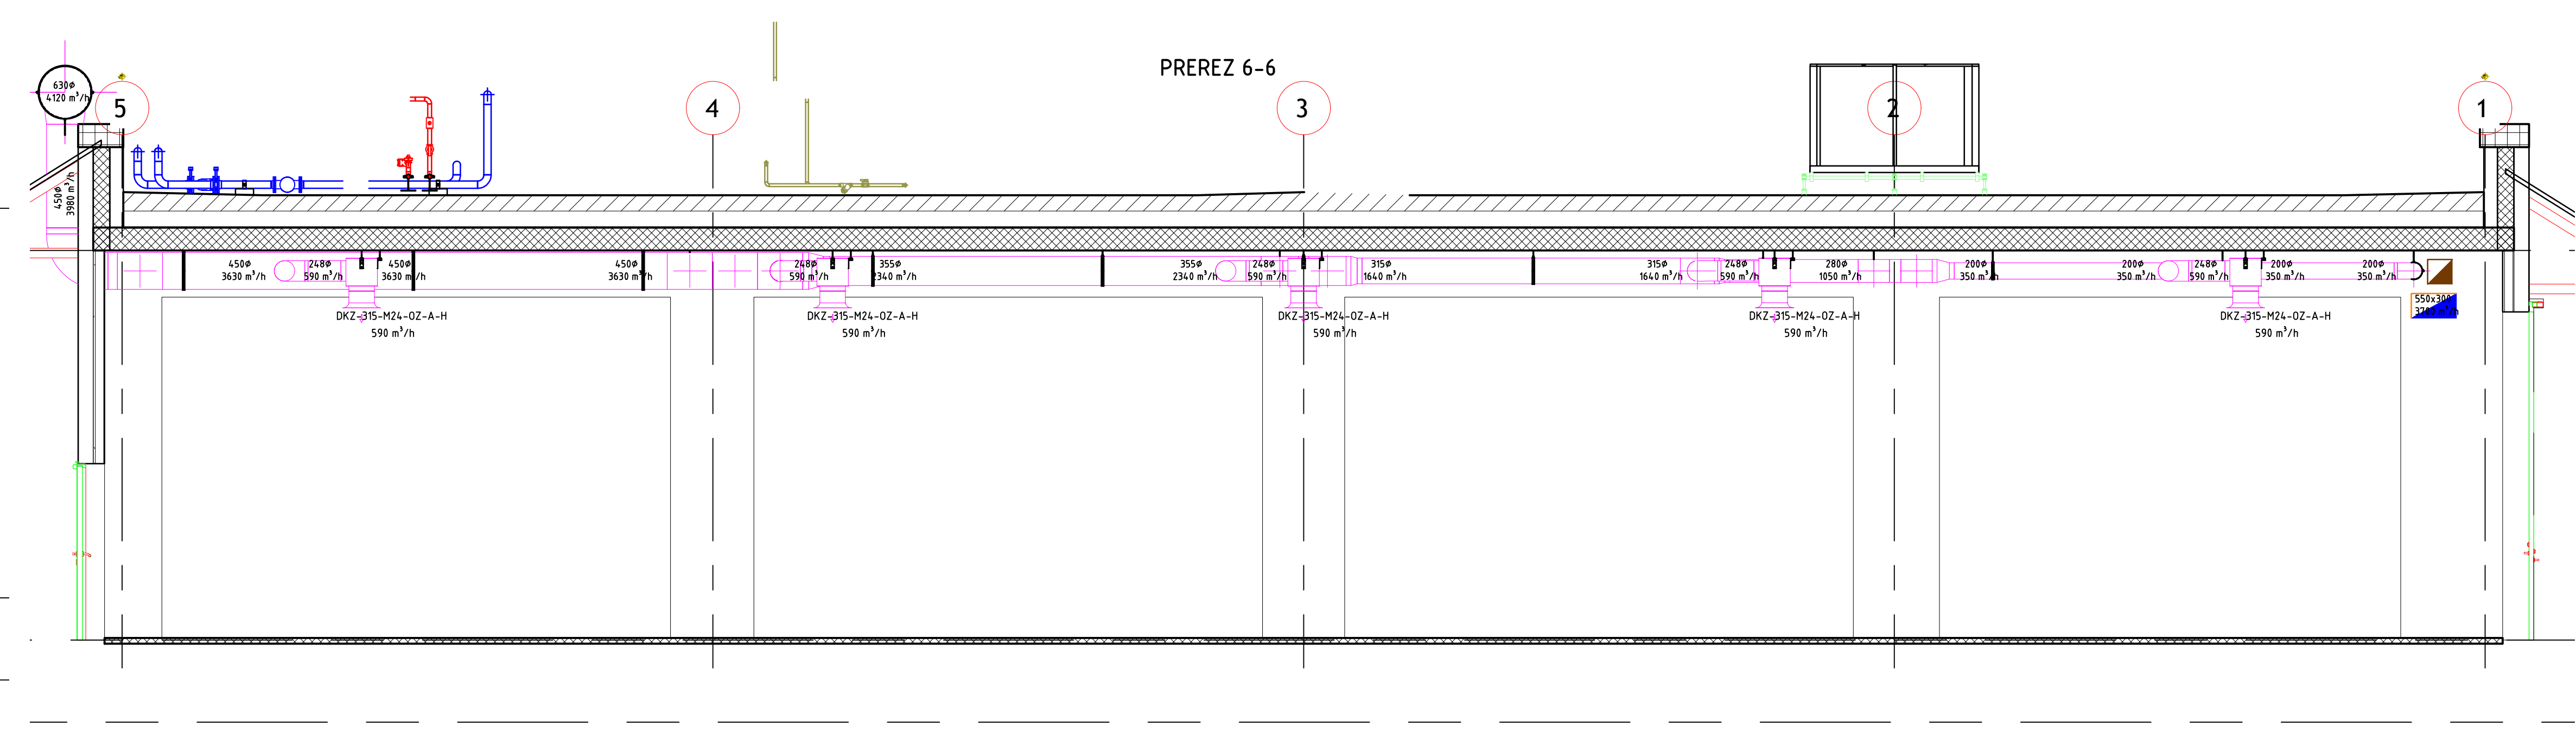 PREREZ 6-6
630ø
4120 m³/h
5
4
3
2
1
450ø
3980 m³/h
450ø
3630 m³/h
248ø
590 m³/h
450ø
3630 m³/h
450ø
3630 m³/h
248ø
590 m³/h
355ø
2340 m³/h
355ø
2340 m³/h
248ø
590 m³/h
315ø
1640 m³/h
315ø
1640 m³/h
248ø
590 m³/h
280ø
1050 m³/h
200ø
350 m³/h
200ø
350 m³/h
248ø
590 m³/h
200ø
350 m³/h
200ø
350 m³/h
550x300
3700 m³/h
DKZ-315-M24-OZ-A-H
590 m³/h
DKZ-315-M24-OZ-A-H
590 m³/h
DKZ-315-M24-OZ-A-H
590 m³/h
DKZ-315-M24-OZ-A-H
590 m³/h
DKZ-315-M24-OZ-A-H
590 m³/h